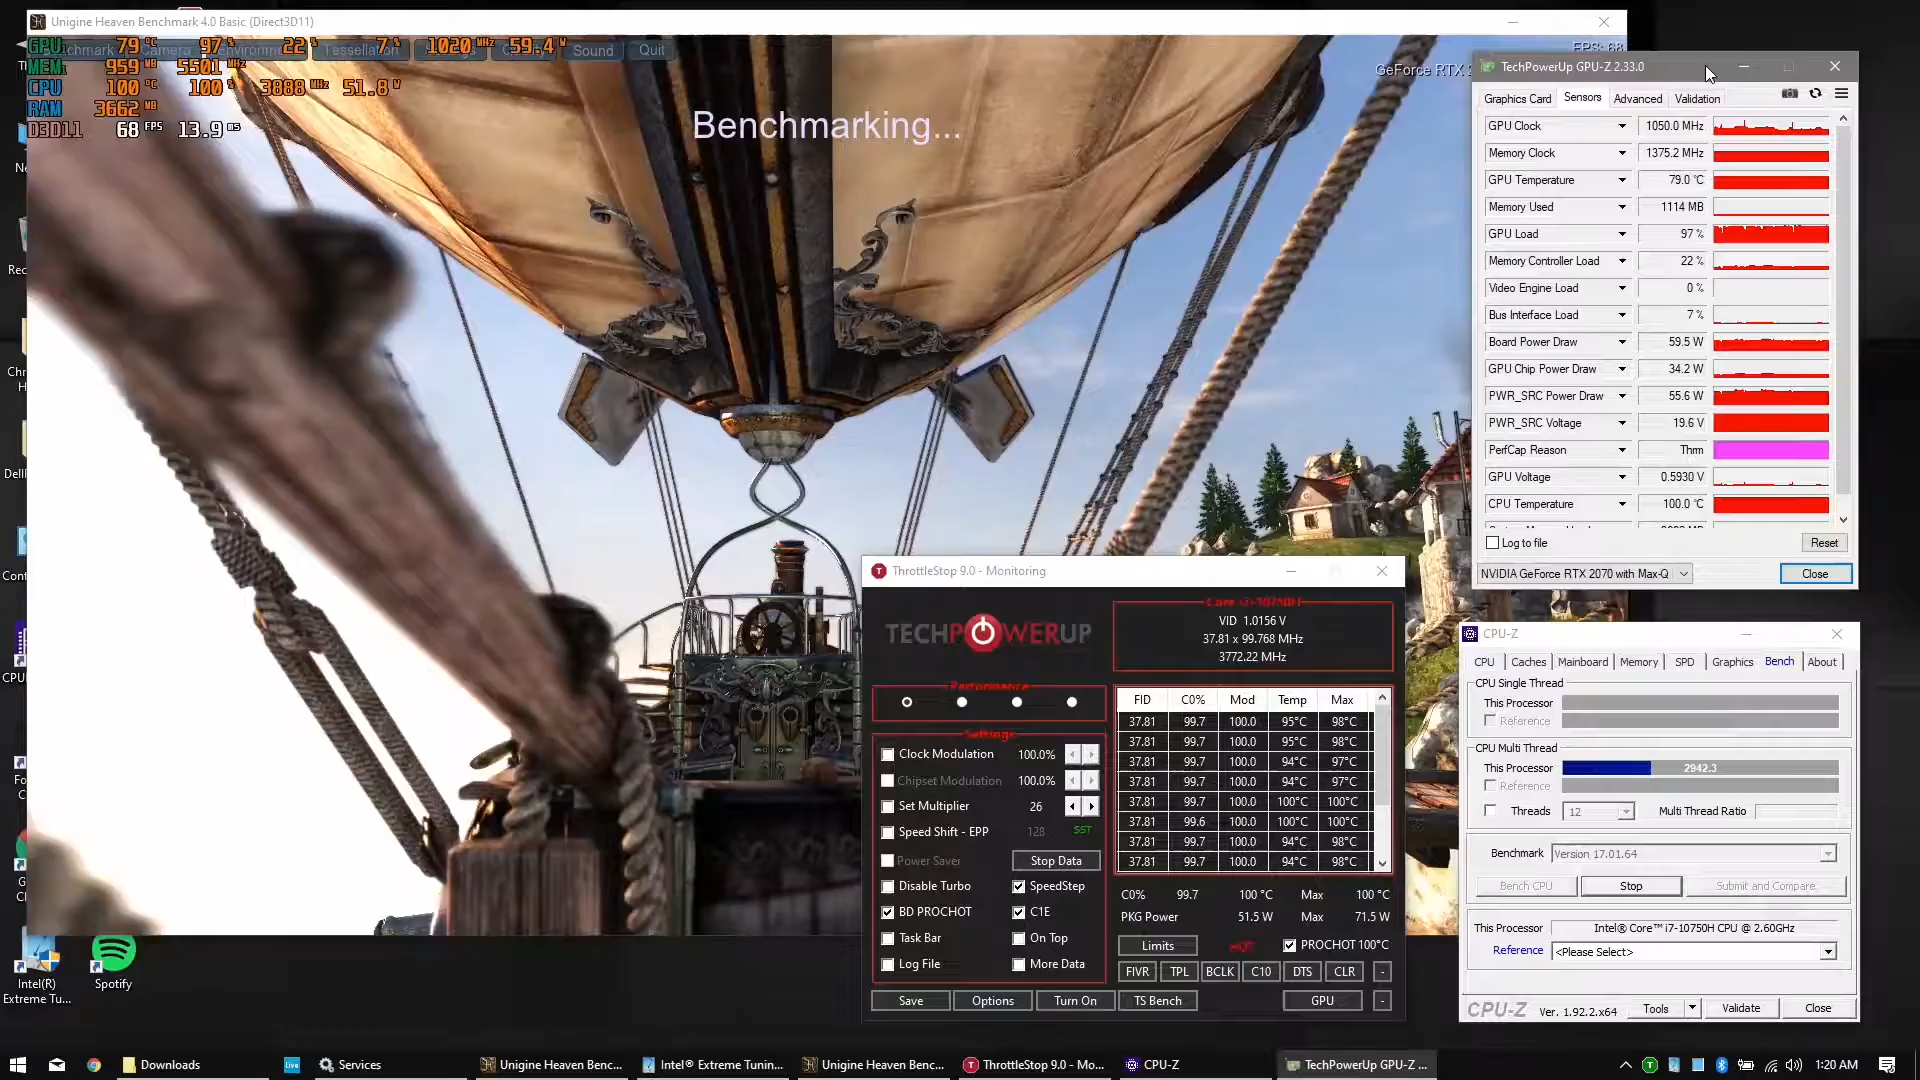 Unigine Heaven Benchmark 4.0 Basic (Direct3D11)
GPU 79 °C 97 % 22 % 7 % 1020 MHz 59.4 W
Camera Tessellation Sound Quit
MEM 959 MB 5501 MHz
CPU 100 °C 100 % 3888 MHz 51.8 W
RAM 3662 MB
D3D11 68 FPS 13.9 ms
FPS: 68
GeForce RTX
Benchmarking...
TechPowerUp GPU-Z 2.33.0
Graphics Card Sensors Advanced Validation
GPU Clock 1050.0 MHz
Memory Clock 1375.2 MHz
GPU Temperature 79.0 °C
Memory Used 1114 MB
GPU Load 97 %
Memory Controller Load 22 %
Video Engine Load 0 %
Bus Interface Load 7 %
Board Power Draw 59.5 W
GPU Chip Power Draw 34.2 W
PWR_SRC Power Draw 55.6 W
PWR_SRC Voltage 19.6 V
PerfCap Reason Thrm
GPU Voltage 0.5930 V
CPU Temperature 100.0 °C
Log to file Reset
NVIDIA GeForce RTX 2070 with Max-Q Close
ThrottleStop 9.0 - Monitoring
TECHPOWERUP
Core i7-10750H
VID 1.0156 V
37.81 x 99.768 MHz
3772.22 MHz
Performance
FID C0% Mod Temp Max
37.81 99.7 100.0 95°C 98°C
37.81 99.7 100.0 95°C 98°C
37.81 99.7 100.0 94°C 97°C
37.81 99.7 100.0 94°C 97°C
37.81 99.7 100.0 100°C 100°C
37.81 99.6 100.0 100°C 100°C
37.81 99.7 100.0 94°C 98°C
37.81 99.7 100.0 94°C 98°C
Settings
Clock Modulation 100.0%
Chipset Modulation 100.0%
Set Multiplier 26
Speed Shift - EPP 128 SST
Power Saver Stop Data
Disable Turbo SpeedStep
BD PROCHOT C1E
Task Bar On Top
Log File More Data
C0% 99.7 100 °C Max 100 °C
PKG Power 51.5 W Max 71.5 W
Limits HOT PROCHOT 100°C
FIVR TPL BCLK C10 DTS CLR -
Save Options Turn On TS Bench GPU -
CPU-Z
CPU Caches Mainboard Memory SPD Graphics Bench About
CPU Single Thread
This Processor
Reference
CPU Multi Thread
This Processor 2942.3
Reference
Threads 12 Multi Thread Ratio
Benchmark Version 17.01.64
Bench CPU Stop Submit and Compare
This Processor Intel® Core™ i7-10750H CPU @ 2.60GHz
Reference <Please Select>
CPU-Z Ver. 1.92.2.x64 Tools Validate Close
Intel(R)
Extreme Tu...
Spotify
Downloads
Live
Services
Unigine Heaven Benc...
Intel® Extreme Tunin...
Unigine Heaven Benc...
ThrottleStop 9.0 - Mo...
CPU-Z
TechPowerUp GPU-Z ...
1:20 AM